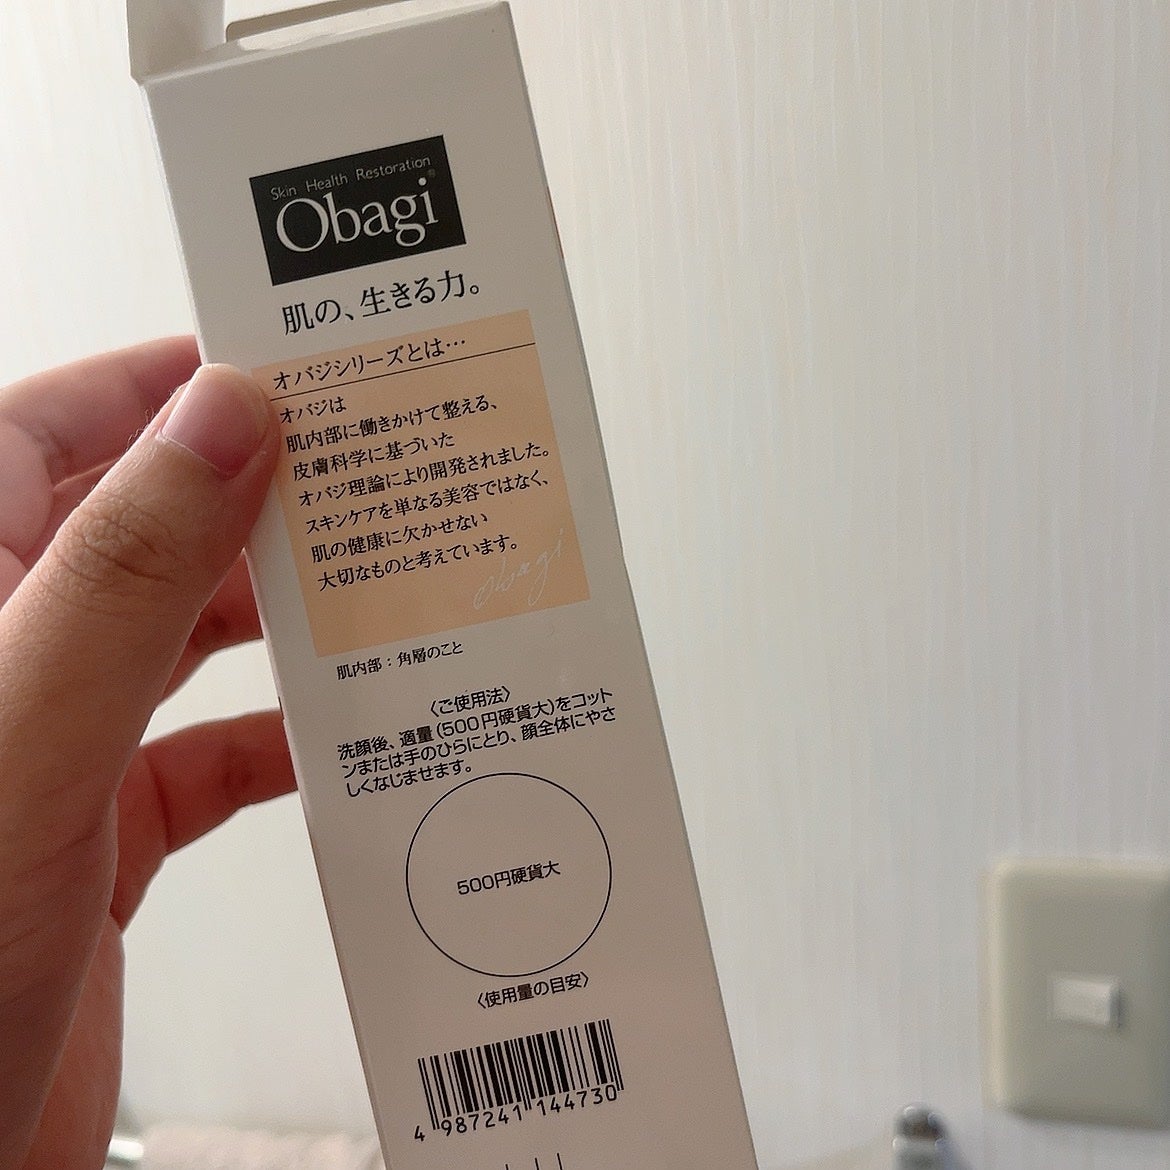 Skin Health Restoration
Obagi®
肌の、生きる力。
オバジシリーズとは…
オバジは
肌内部に働きかけて整える、
皮膚科学に基づいた
オバジ理論により開発されました。
スキンケアを単なる美容ではなく、
肌の健康に欠かせない
大切なものと考えています。
obagi
肌内部：角層のこと
〈ご使用法〉
洗顔後、適量(500円硬貨大)をコット
ンまたは手のひらにとり、顔全体にやさ
しくなじませます。
500円硬貨大
〈使用量の目安〉
4 987241 144730